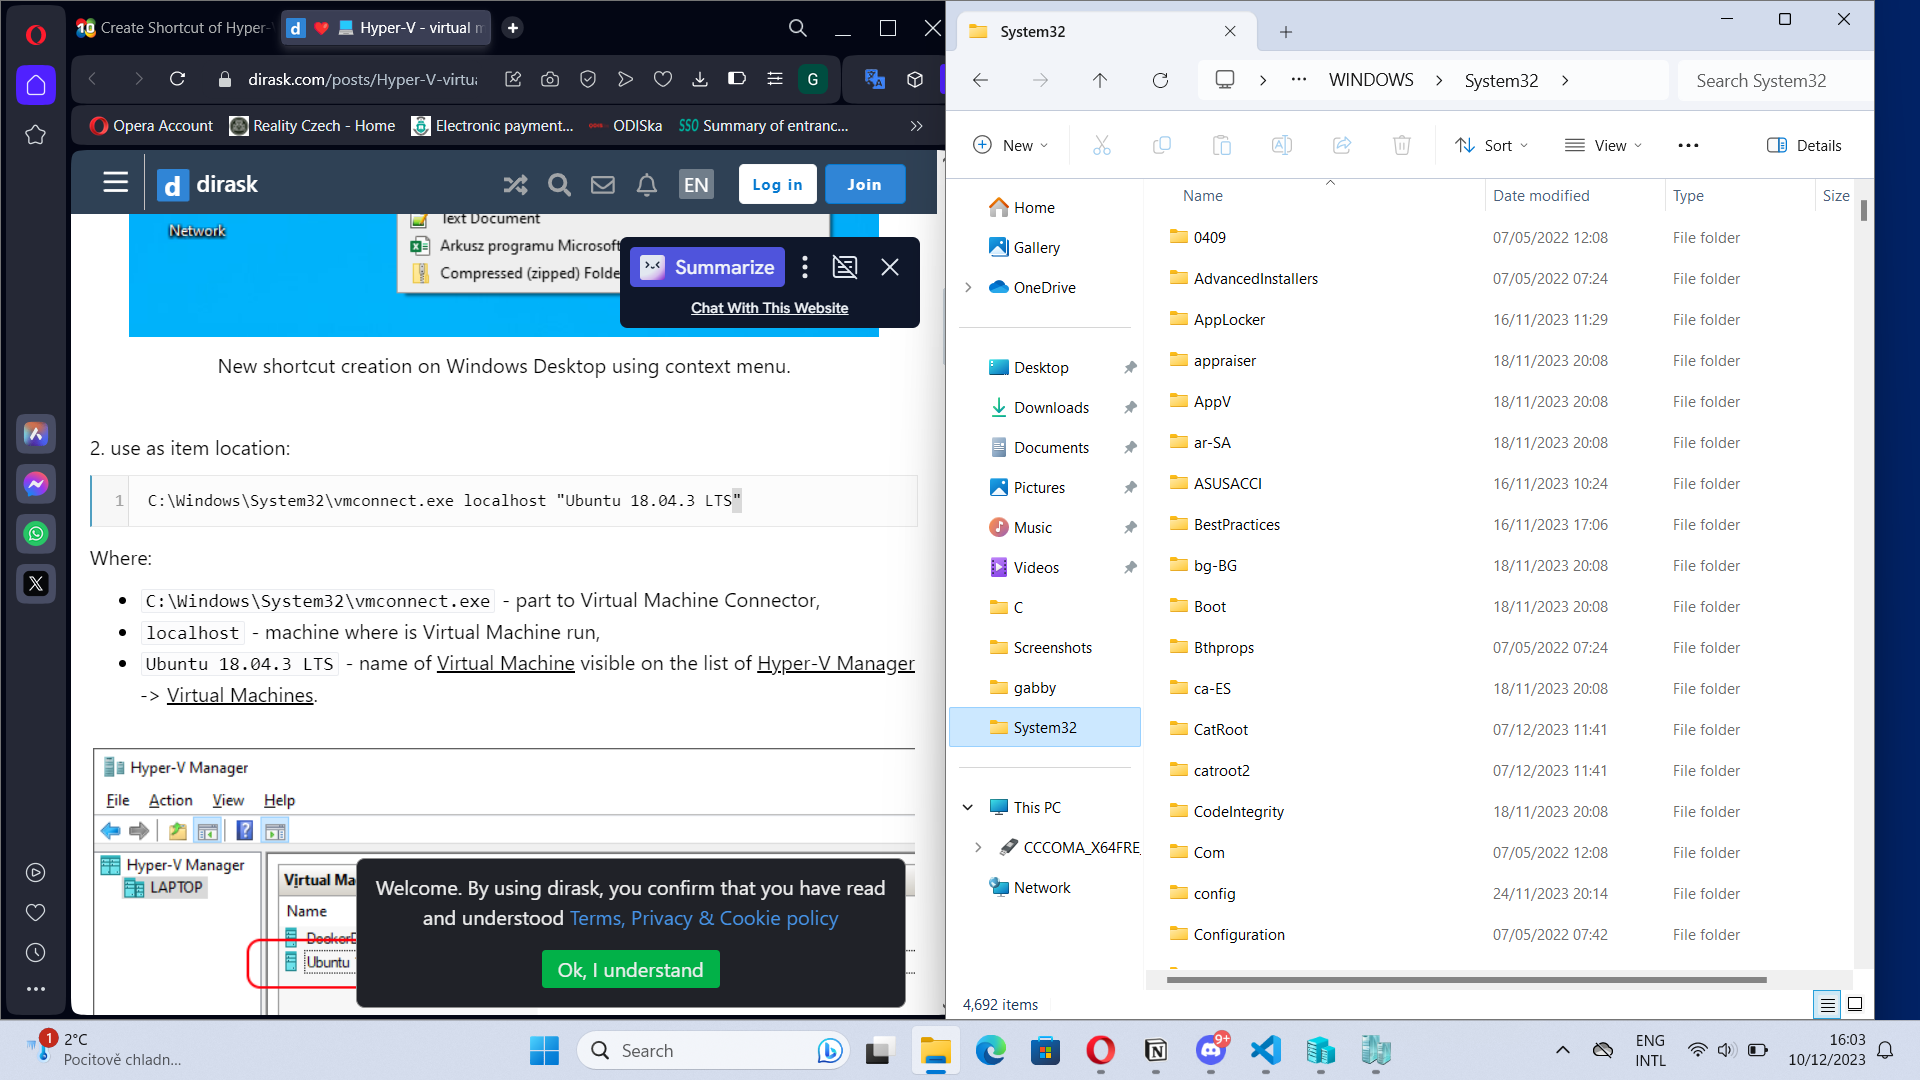 Create Shortcut of Hyper-
Hyper-V - virtual m
dirask.com/posts/Hyper-V-virtua
G
Opera Account
Reality Czech - Home
Electronic payment...
ODISka
SSO Summary of entranc...
dirask
EN
Log in
Join
Network
Text Document
Arkusz programu Microsoft
Compressed (zipped) Folde
Summarize
Chat With This Website
New shortcut creation on Windows Desktop using context menu.
2. use as item location:
1 C:\Windows\System32\vmconnect.exe localhost "Ubuntu 18.04.3 LTS"
Where:
C:\Windows\System32\vmconnect.exe - part to Virtual Machine Connector,
localhost - machine where is Virtual Machine run,
Ubuntu 18.04.3 LTS - name of Virtual Machine visible on the list of Hyper-V Manager
-> Virtual Machines.
Hyper-V Manager
File Action View Help
Hyper-V Manager
LAPTOP
Virtual Ma
Name
DockerD
Ubuntu
Welcome. By using dirask, you confirm that you have read
and understood Terms, Privacy & Cookie policy
Ok, I understand
System32
WINDOWS
System32
Search System32
New
Sort
View
Details
Home
Gallery
OneDrive
Desktop
Downloads
Documents
Pictures
Music
Videos
C
Screenshots
gabby
System32
This PC
CCCOMA_X64FRE_
Network
Name Date modified Type Size
0409 07/05/2022 12:08 File folder
AdvancedInstallers 07/05/2022 07:24 File folder
AppLocker 16/11/2023 11:29 File folder
appraiser 18/11/2023 20:08 File folder
AppV 18/11/2023 20:08 File folder
ar-SA 18/11/2023 20:08 File folder
ASUSACCI 16/11/2023 10:24 File folder
BestPractices 16/11/2023 17:06 File folder
bg-BG 18/11/2023 20:08 File folder
Boot 18/11/2023 20:08 File folder
Bthprops 07/05/2022 07:24 File folder
ca-ES 18/11/2023 20:08 File folder
CatRoot 07/12/2023 11:41 File folder
catroot2 07/12/2023 11:41 File folder
CodeIntegrity 18/11/2023 20:08 File folder
Com 07/05/2022 12:08 File folder
config 24/11/2023 20:14 File folder
Configuration 07/05/2022 07:42 File folder
4,692 items
1
2°C
Pocitově chladn...
Search
9+
ENG
INTL
16:03
10/12/2023